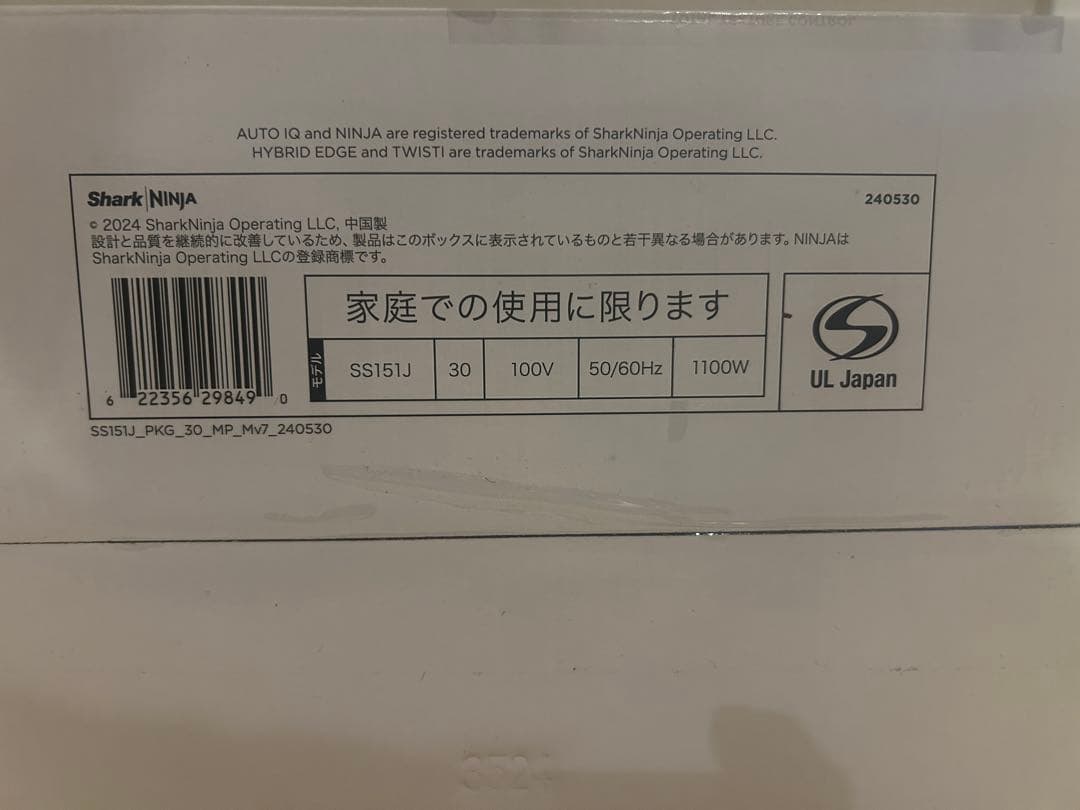 AUTO IQ and NINJA are registered trademarks of SharkNinja Operating LLC.
HYBRID EDGE and TWISTI are trademarks of SharkNinja Operating LLC.
Shark|NINJA
240530
© 2024 SharkNinja Operating LLC, 中国製
設計と品質を継続的に改善しているため、製品はこのボックスに表示されているものと若干異なる場合があります。NINJAは
SharkNinja Operating LLCの登録商標です。
家庭での使用に限ります
モデル SS151J 30 100V 50/60Hz 1100W
UL Japan
6 22356 29849 0
SS151J_PKG_30_MP_Mv7_240530